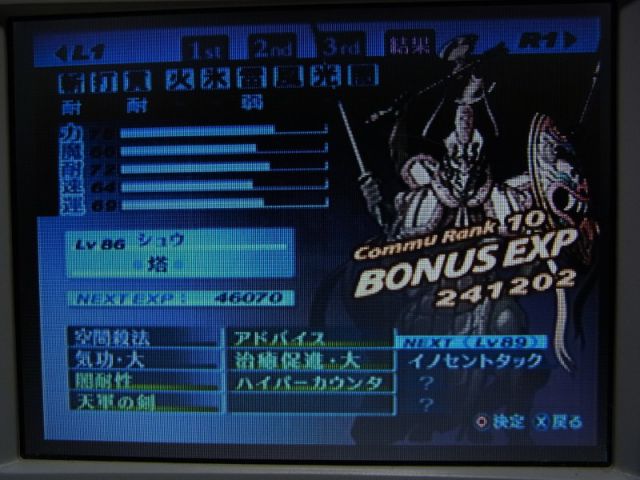 L1 1st 2nd 3rd 結果 R1
斬 打 貫 火 氷 雷 風 光 闇
耐 耐 弱
力 78
魔 66
耐 72
速 64
運 69
Lv 86 ショウ
塔
NEXT EXP : 46070
Commu Rank 10
BONUS EXP
241202
空間殺法 アドバイス NEXT (Lv89)
気功・大 治癒促進・大 イノセントタック
闇耐性 ハイパーカウンタ ?
天軍の剣 ?
決定 戻る